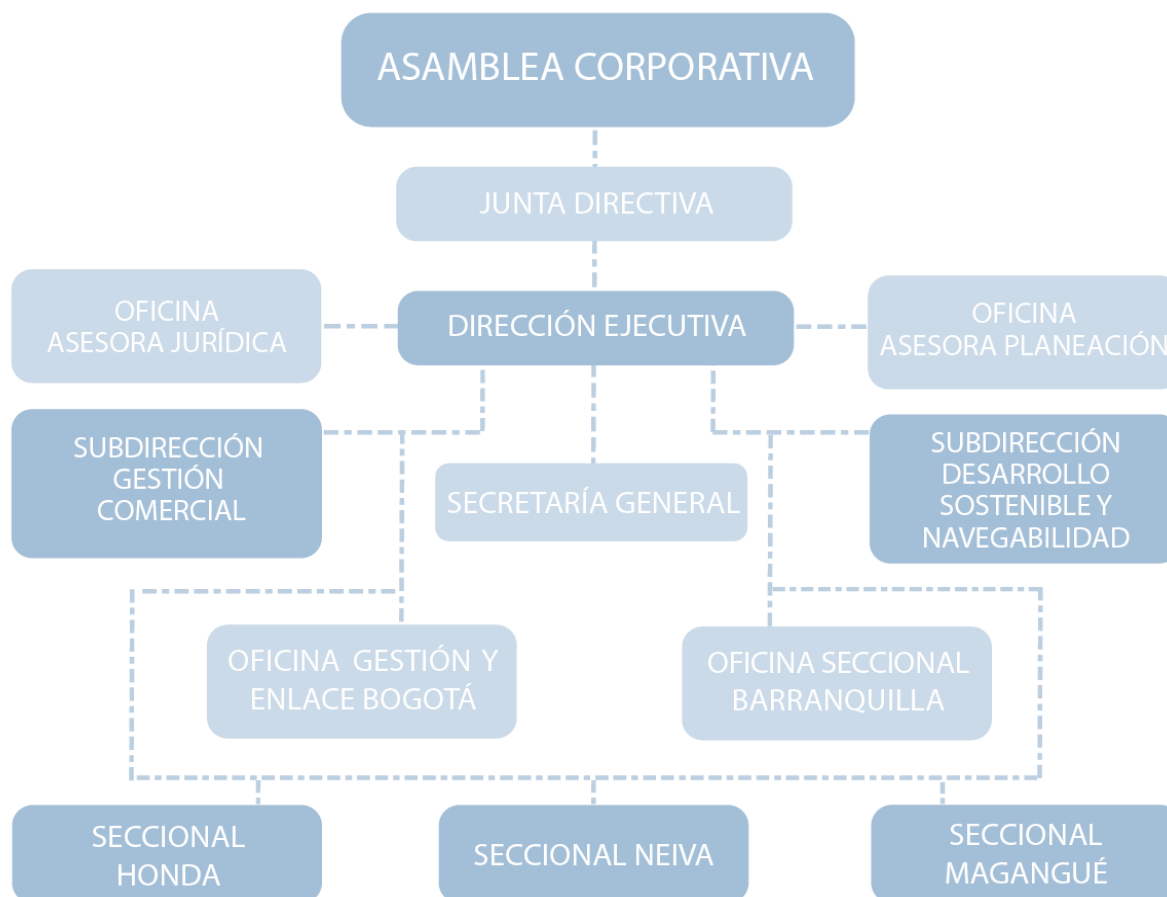 ASAMBLEA CORPORATIVA
JUNTA DIRECTIVA
OFICINA
ASESORA JURÍDICA
DIRECCIÓN EJECUTIVA
OFICINA
ASESORA PLANEACIÓN
SUBDIRECCIÓN
GESTIÓN
COMERCIAL
SECRETARÍA GENERAL
SUBDIRECCIÓN
DESARROLLO
SOSTENIBLE Y
NAVEGABILIDAD
OFICINA GESTIÓN Y
ENLACE BOGOTÁ
OFICINA SECCIONAL
BARRANQUILLA
SECCIONAL
HONDA
SECCIONAL NEIVA
SECCIONAL
MAGANGUÉ